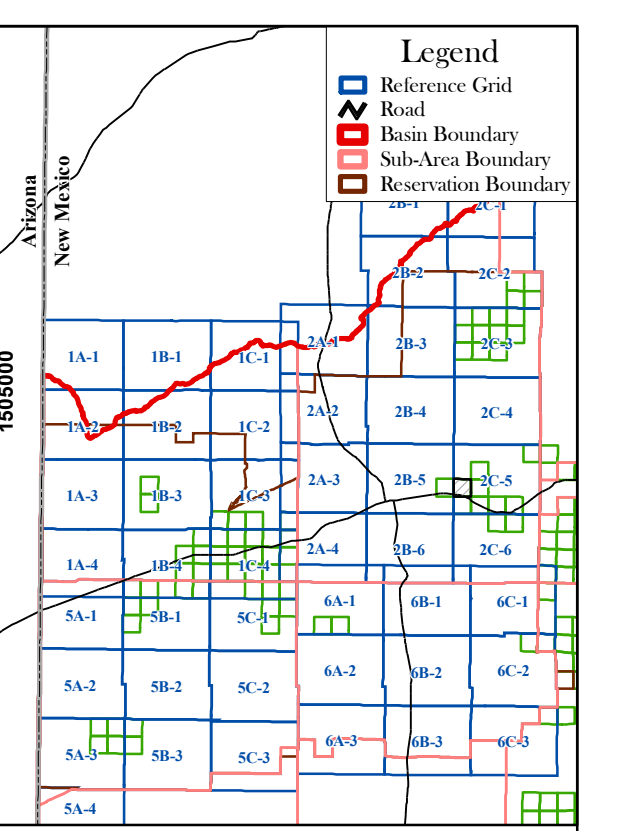 Legend
Reference Grid
Road
Basin Boundary
Sub-Area Boundary
Reservation Boundary
Arizona
New Mexico
1505000
2B-1
2C-1
2B-2
2C-2
2A-1
2B-3
2C-3
1A-1
1B-1
1C-1
2A-2
2B-4
2C-4
1A-2
1B-2
1C-2
2A-3
2B-5
2C-5
1A-3
1B-3
1C-3
2A-4
2B-6
2C-6
1A-4
1B-4
1C-4
6A-1
6B-1
6C-1
5A-1
5B-1
5C-1
6A-2
6B-2
6C-2
5A-2
5B-2
5C-2
6A-3
6B-3
6C-3
5A-3
5B-3
5C-3
5A-4